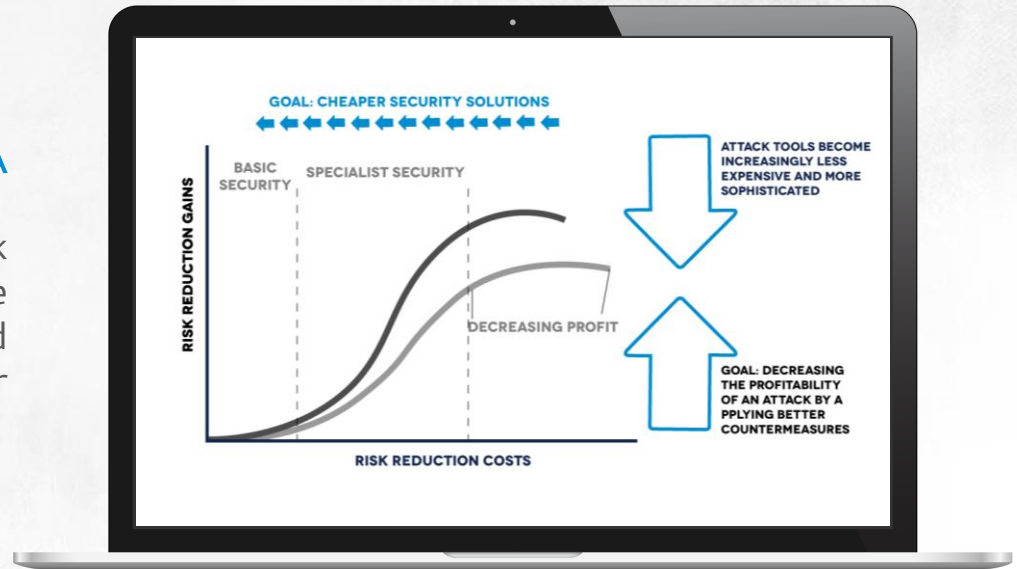 A
k
e
d
r
GOAL: CHEAPER SECURITY SOLUTIONS
BASIC
SECURITY
SPECIALIST SECURITY
RISK REDUCTION GAINS
DECREASING PROFIT
RISK REDUCTION COSTS
ATTACK TOOLS BECOME
INCREASINGLY LESS
EXPENSIVE AND MORE
SOPHISTICATED
GOAL: DECREASING
THE PROFITABILITY
OF AN ATTACK BY A
PPLYING BETTER
COUNTERMEASURES